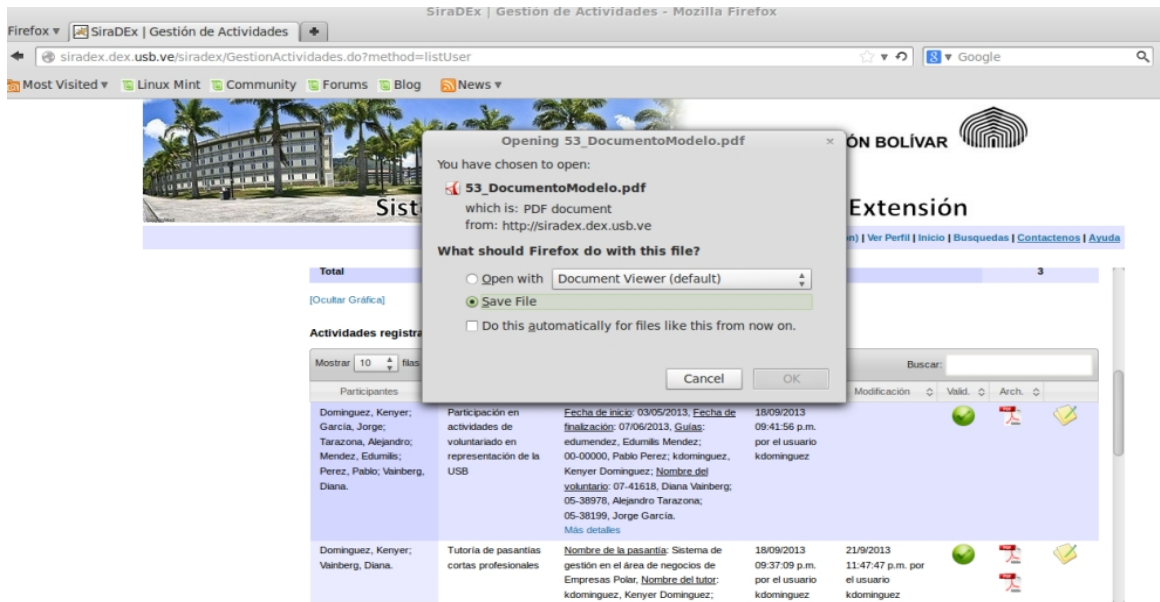 SiraDEx | Gestión de Actividades - Mozilla Firefox
Firefox
SiraDEx | Gestión de Actividades
siradex.dex.usb.ve/siradex/GestionActividades.do?method=listUser
Google
Most Visited Linux Mint Community Forums Blog News
ÓN BOLÍVAR
Sist
Extensión
n) | Ver Perfil | Inicio | Busquedas | Contactenos | Ayuda
Opening 53_DocumentoModelo.pdf
You have chosen to open:
53_DocumentoModelo.pdf
which is: PDF document
from: http://siradex.dex.usb.ve
What should Firefox do with this file?
Open with Document Viewer (default)
Save File
Do this automatically for files like this from now on.
Cancel OK
Total 3
[Ocultar Gráfica]
Actividades registra
Mostrar 10 filas Buscar:
Participantes Modificación Valid. Arch.
Dominguez, Kenyer;
García, Jorge;
Tarazona, Alejandro;
Mendez, Edumilis;
Perez, Pablo; Vainberg,
Diana.
Participación en
actividades de
voluntariado en
representación de la
USB
Fecha de inicio: 03/05/2013, Fecha de
finalización: 07/06/2013, Guías:
edumendez, Edumilis Mendez;
00-00000, Pablo Perez; kdominguez,
Kenyer Dominguez; Nombre del
voluntario: 07-41618, Diana Vainberg;
05-38978, Alejandro Tarazona;
05-38199, Jorge García.
Más detalles
18/09/2013
09:41:56 p.m.
por el usuario
kdominguez
Dominguez, Kenyer;
Vainberg, Diana.
Tutoría de pasantías
cortas profesionales
Nombre de la pasantía: Sistema de
gestión en el área de negocios de
Empresas Polar, Nombre del tutor:
kdominguez, Kenyer Dominguez;
18/09/2013
09:37:09 p.m.
por el usuario
kdominguez
21/9/2013
11:47:47 p.m. por
el usuario
kdominguez